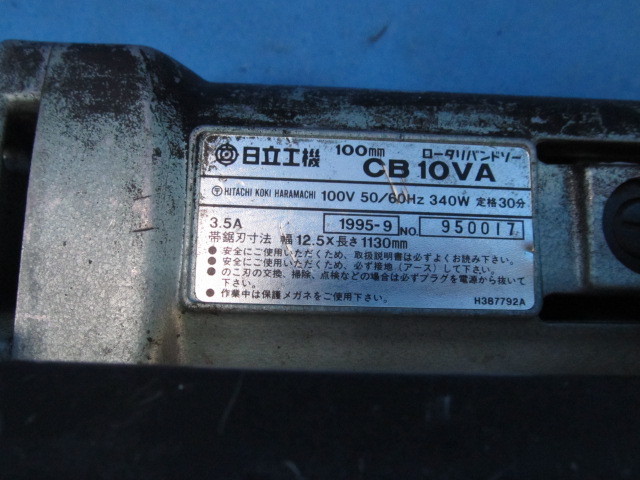 日立工機 100mm ロータリバンドソー
CB 10VA
〒 HITACHI KOKI HARAMACHI 100V 50/60Hz 340W 定格30分
3.5A 1995-9 NO. 950017
帯鋸刃寸法 幅12.5×長さ1130mm
●安全にご使用いただくため、取扱説明書は必ずよくお読み下さい。
●安全にご使用いただくため、必ず接地(アース)して下さい。
●のこ刃の交換、掃除、点検などの場合は必ずプラグを電源から抜いて
下さい。
●作業中は保護メガネをご使用下さい。
H387792A